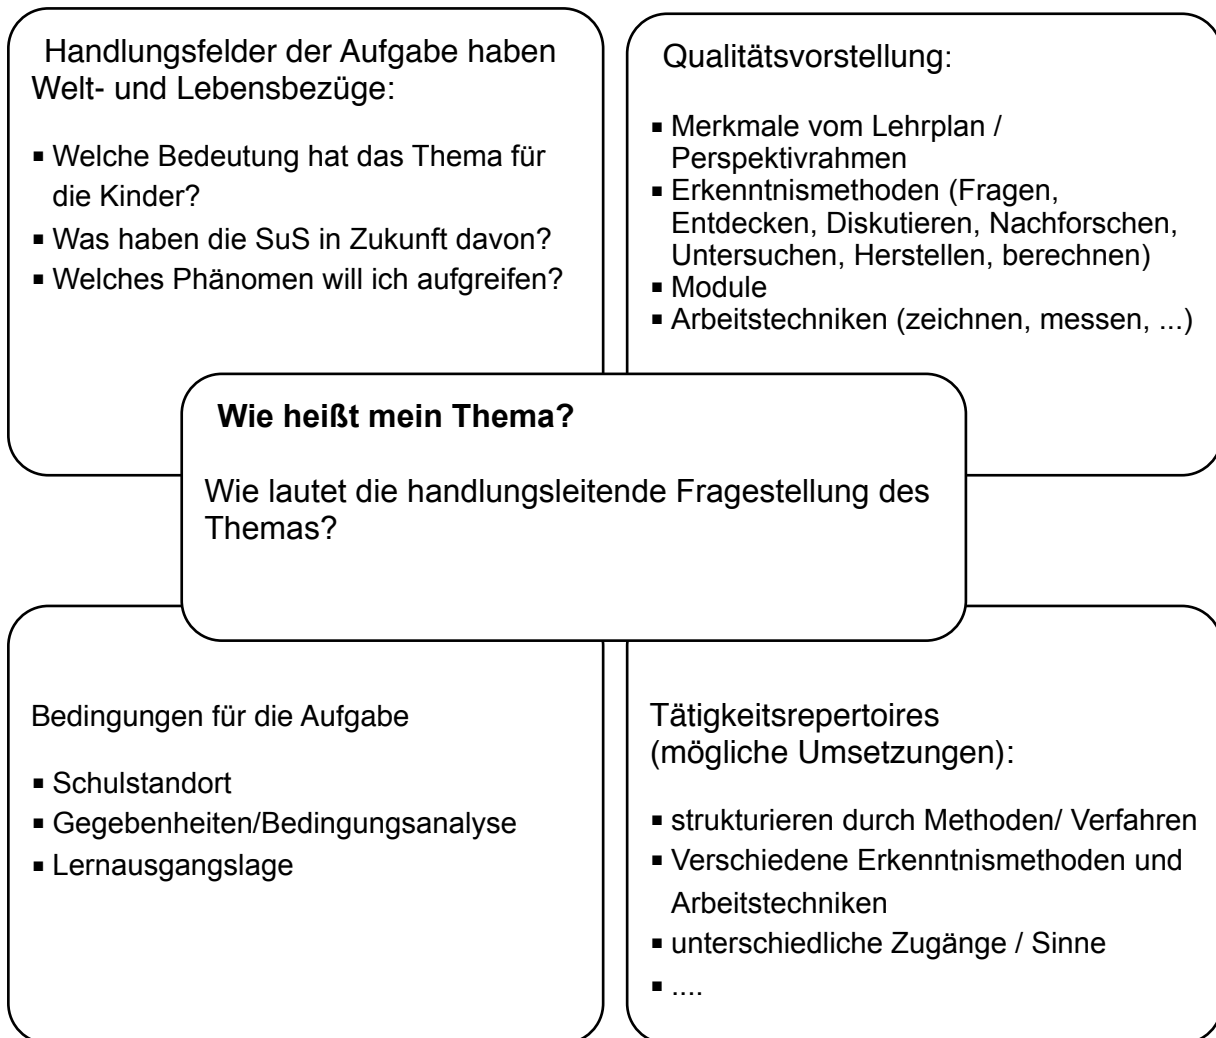 Handlungsfelder der Aufgabe haben
Welt- und Lebensbezüge:
▪ Welche Bedeutung hat das Thema für
die Kinder?
▪ Was haben die SuS in Zukunft davon?
▪ Welches Phänomen will ich aufgreifen?
Qualitätsvorstellung:
▪ Merkmale vom Lehrplan /
Perspektivrahmen
▪ Erkenntnismethoden (Fragen,
Entdecken, Diskutieren, Nachforschen,
Untersuchen, Herstellen, berechnen)
▪ Module
▪ Arbeitstechniken (zeichnen, messen, ...)
Wie heißt mein Thema?
Wie lautet die handlungsleitende Fragestellung des
Themas?
Bedingungen für die Aufgabe
▪ Schulstandort
▪ Gegebenheiten/Bedingungsanalyse
▪ Lernausgangslage
Tätigkeitsrepertoires
(mögliche Umsetzungen):
▪ strukturieren durch Methoden/ Verfahren
▪ Verschiedene Erkenntnismethoden und
Arbeitstechniken
▪ unterschiedliche Zugänge / Sinne
▪ ....